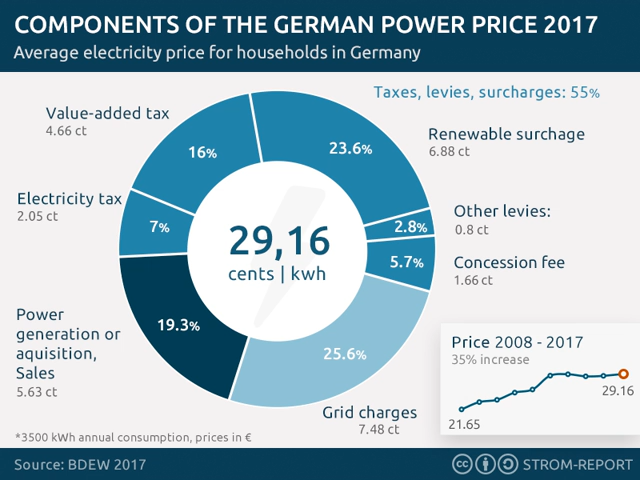 COMPONENTS OF THE GERMAN POWER PRICE 2017
Average electricity price for households in Germany
Taxes, levies, surcharges: 55%
Value-added tax
4.66 ct
16%
23.6%
Renewable surchage
6.88 ct
Electricity tax
2.05 ct
7%
2.8%
Other levies:
0.8 ct
29,16
cents | kwh
5.7%
Concession fee
1.66 ct
Power
generation or
aquisition,
Sales
5.63 ct
19.3%
25.6%
Grid charges
7.48 ct
Price 2008 - 2017
35% increase
29.16
21.65
*3500 kWh annual consumption, prices in €
Source: BDEW 2017
cc STROM-REPORT